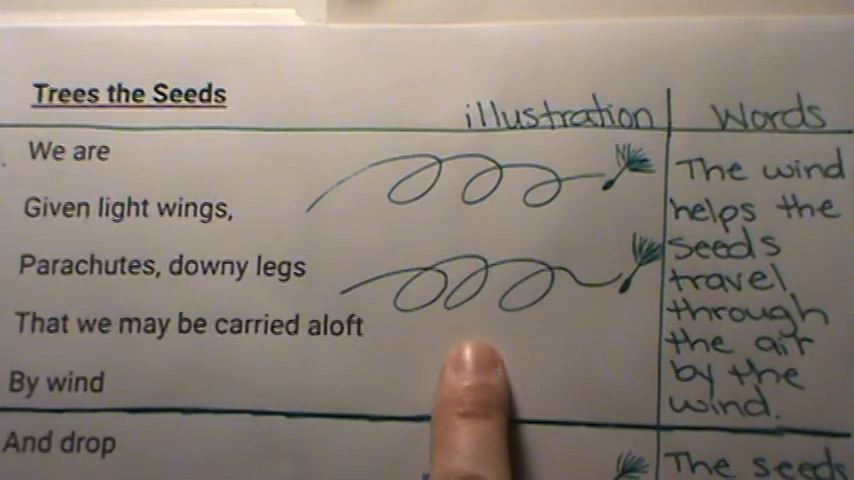 Trees the Seeds
illustration
Words
We are
Given light wings,
Parachutes, downy legs
That we may be carried aloft
By wind
The wind
helps the
seeds
travel
through
the air
by the
wind.
And drop
The seeds